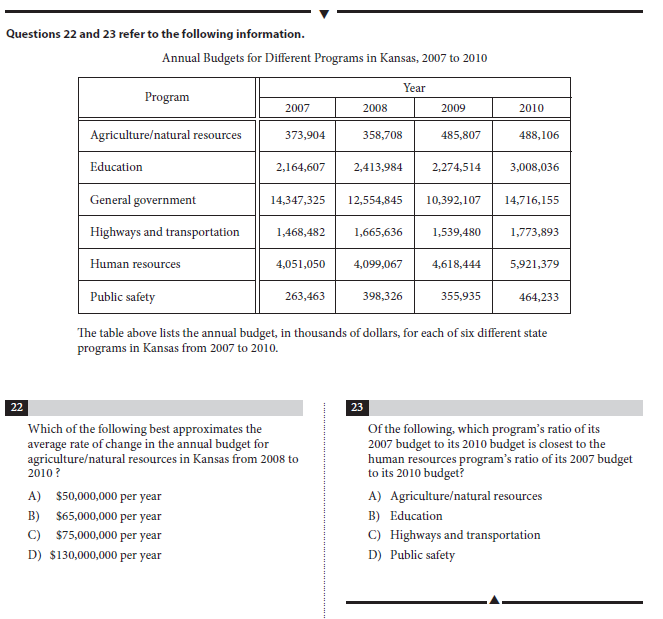 Questions 22 and 23 refer to the following information.
Annual Budgets for Different Programs in Kansas, 2007 to 2010
Program
Year
2007 2008 2009 2010
Agriculture/natural resources 373,904 358,708 485,807 488,106
Education 2,164,607 2,413,984 2,274,514 3,008,036
General government 14,347,325 12,554,845 10,392,107 14,716,155
Highways and transportation 1,468,482 1,665,636 1,539,480 1,773,893
Human resources 4,051,050 4,099,067 4,618,444 5,921,379
Public safety 263,463 398,326 355,935 464,233
The table above lists the annual budget, in thousands of dollars, for each of six different state
programs in Kansas from 2007 to 2010.
22
Which of the following best approximates the
average rate of change in the annual budget for
agriculture/natural resources in Kansas from 2008 to
2010 ?
A) $50,000,000 per year
B) $65,000,000 per year
C) $75,000,000 per year
D) $130,000,000 per year
23
Of the following, which program's ratio of its
2007 budget to its 2010 budget is closest to the
human resources program's ratio of its 2007 budget
to its 2010 budget?
A) Agriculture/natural resources
B) Education
C) Highways and transportation
D) Public safety